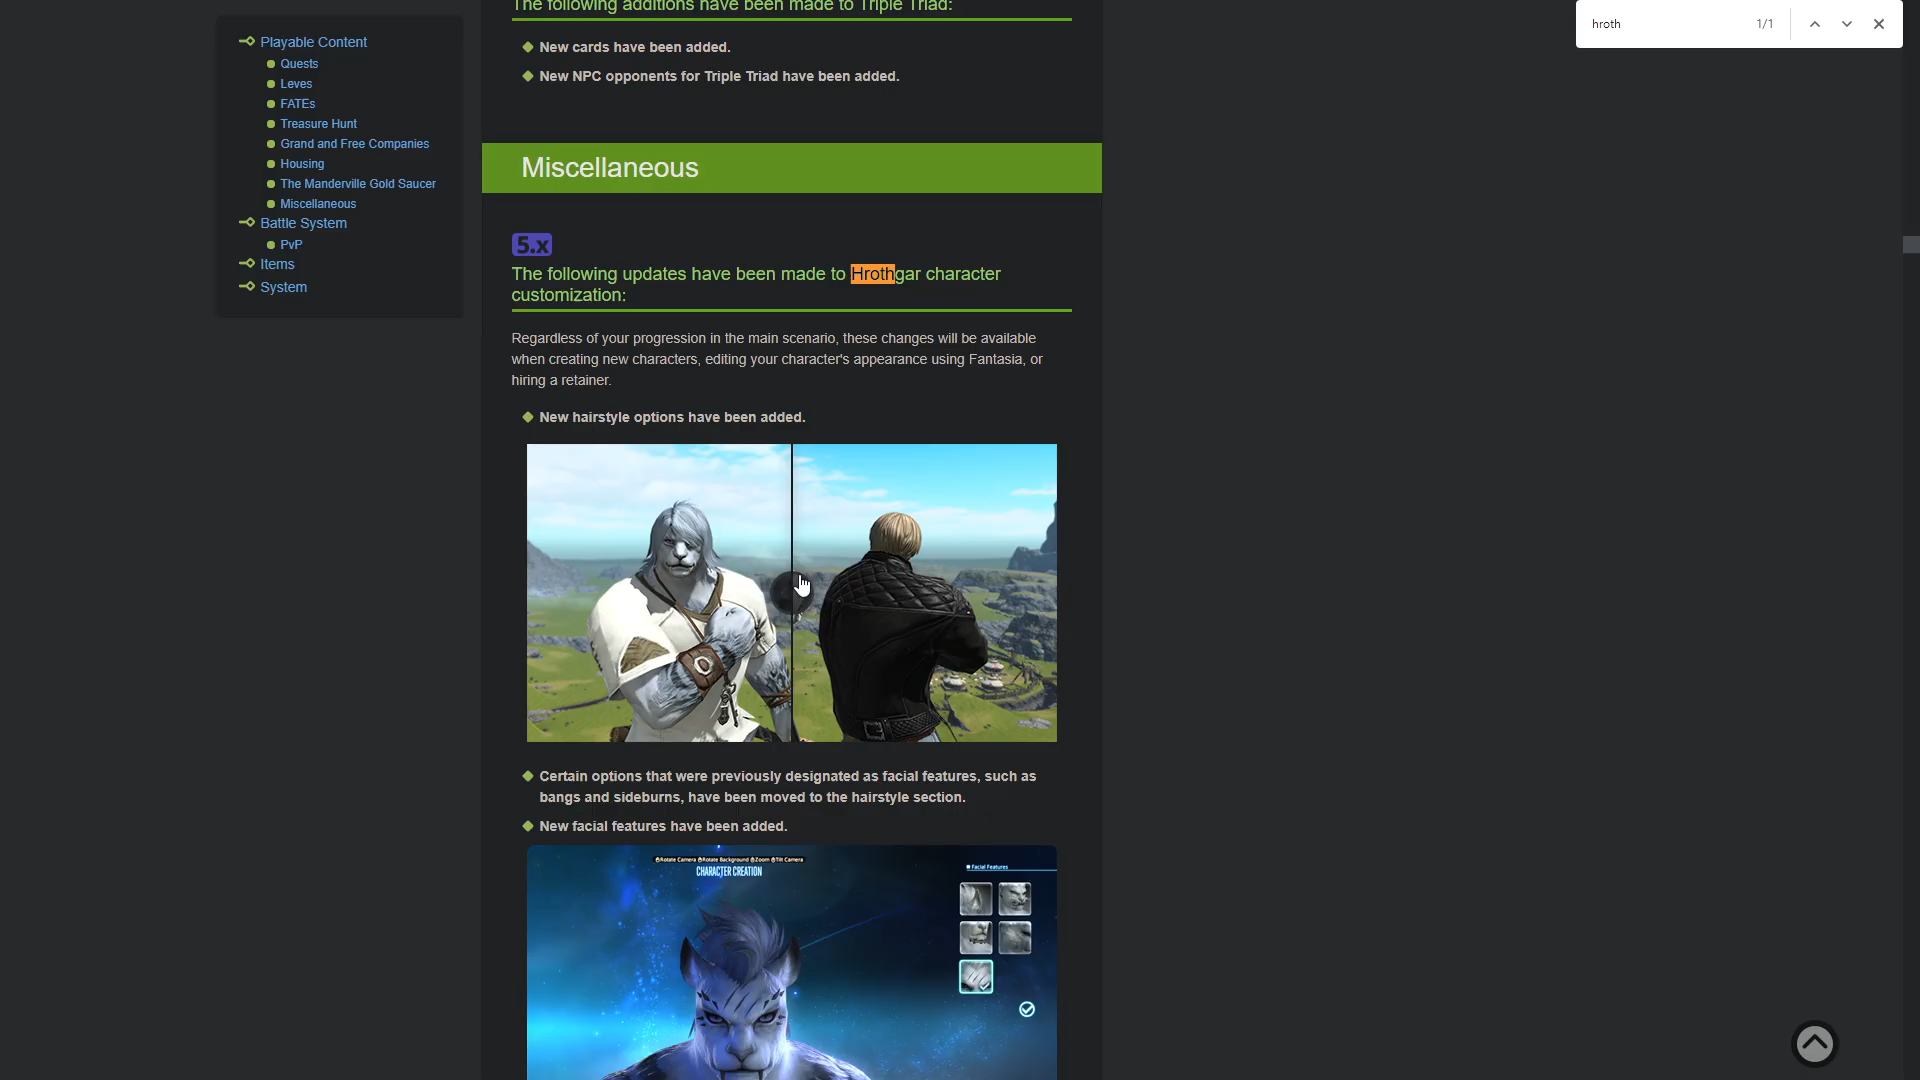 Playable Content
Quests
Leves
FATEs
Treasure Hunt
Grand and Free Companies
Housing
The Manderville Gold Saucer
Miscellaneous
Battle System
PvP
Items
System
The following additions have been made to Triple Triad:
New cards have been added.
New NPC opponents for Triple Triad have been added.
Miscellaneous
5.x
The following updates have been made to Hrothgar character
customization:
Regardless of your progression in the main scenario, these changes will be available
when creating new characters, editing your character's appearance using Fantasia, or
hiring a retainer.
New hairstyle options have been added.
Certain options that were previously designated as facial features, such as
bangs and sideburns, have been moved to the hairstyle section.
New facial features have been added.
Rotate Camera Rotate Background Zoom Tilt Camera
CHARACTER CREATION
Facial Features
hroth
1/1